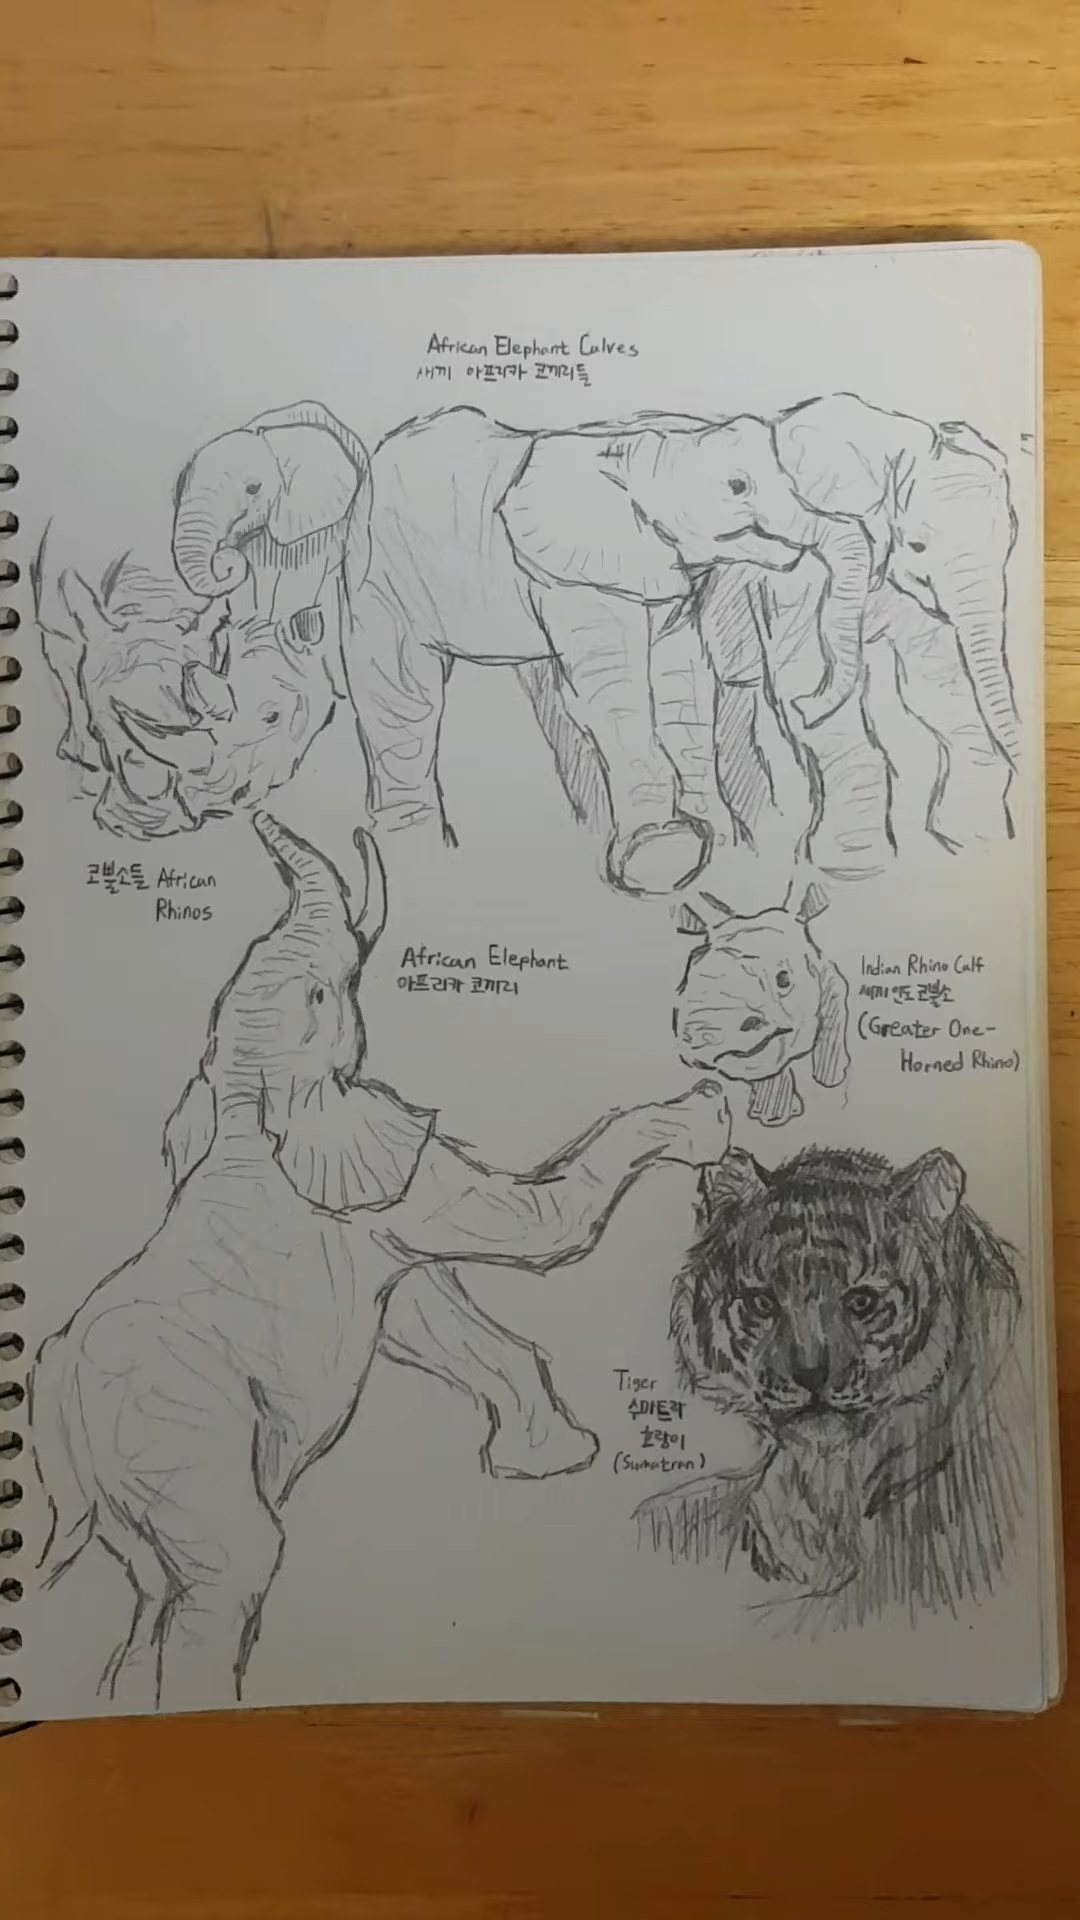 African Elephant Calves
새끼 아프리카 코끼리들
코뿔소들 African
Rhinos
African Elephant
아프리카 코끼리
Indian Rhino Calf
새끼 인도 코뿔소
(Greater One-
Horned Rhino)
Tiger
수마트라
호랑이
(Sumatran)